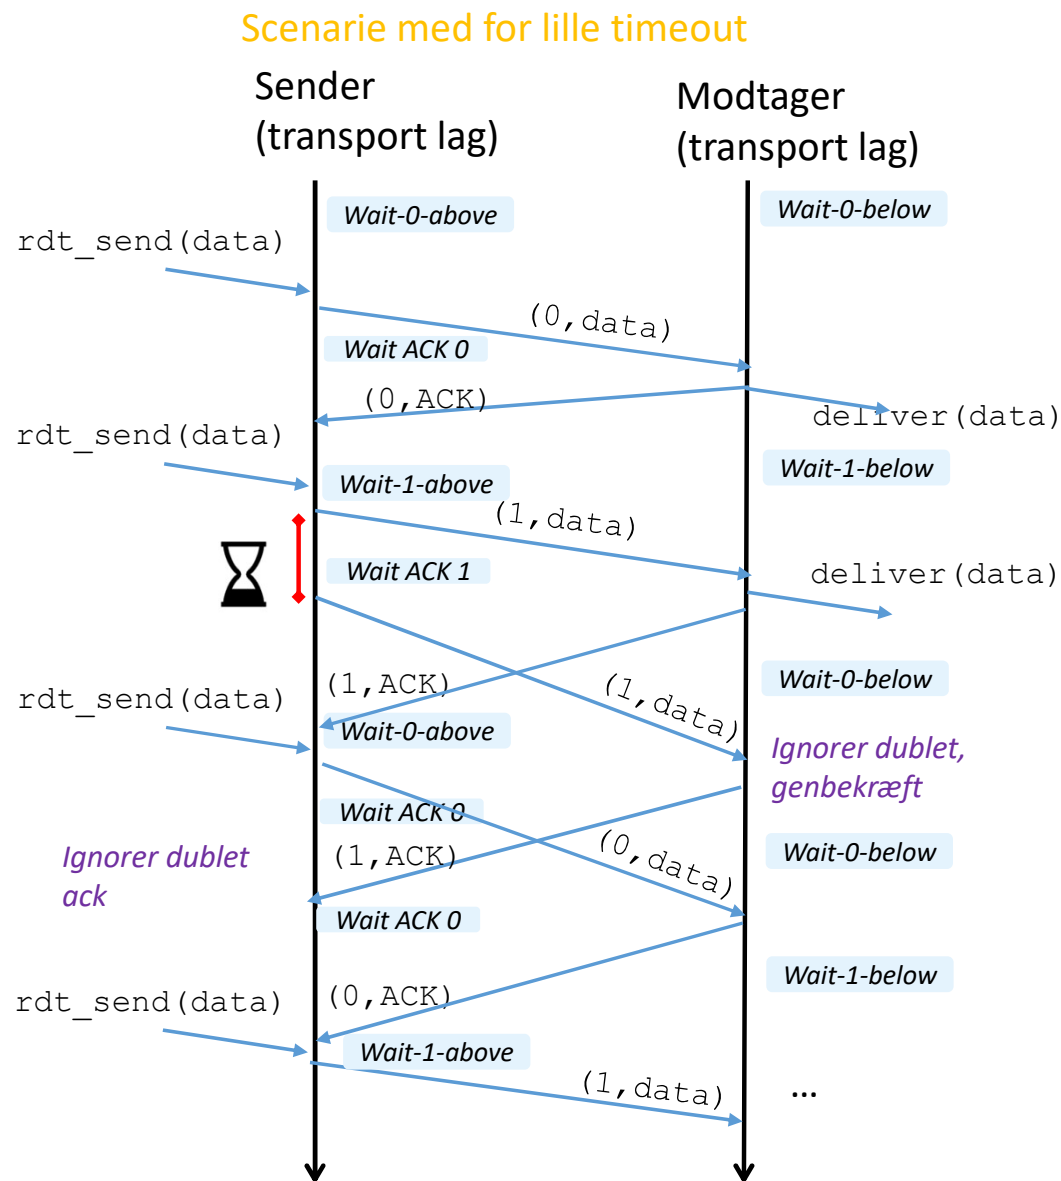 Scenarie med for lille timeout
Sender
(transport lag)
Modtager
(transport lag)
Wait-0-above
Wait-0-below
rdt_send(data)
(0,data)
Wait ACK 0
(0,ACK)
deliver(data)
rdt_send(data)
Wait-1-below
Wait-1-above
(1,data)
Wait ACK 1
deliver(data)
Wait-0-below
(1,ACK)
(1,data)
rdt_send(data)
Wait-0-above
Ignorer dublet,
genbekræft
Wait ACK 0
(1,ACK)
(0,data)
Wait-0-below
Ignorer dublet
ack
Wait ACK 0
Wait-1-below
(0,ACK)
rdt_send(data)
Wait-1-above
(1,data)
...